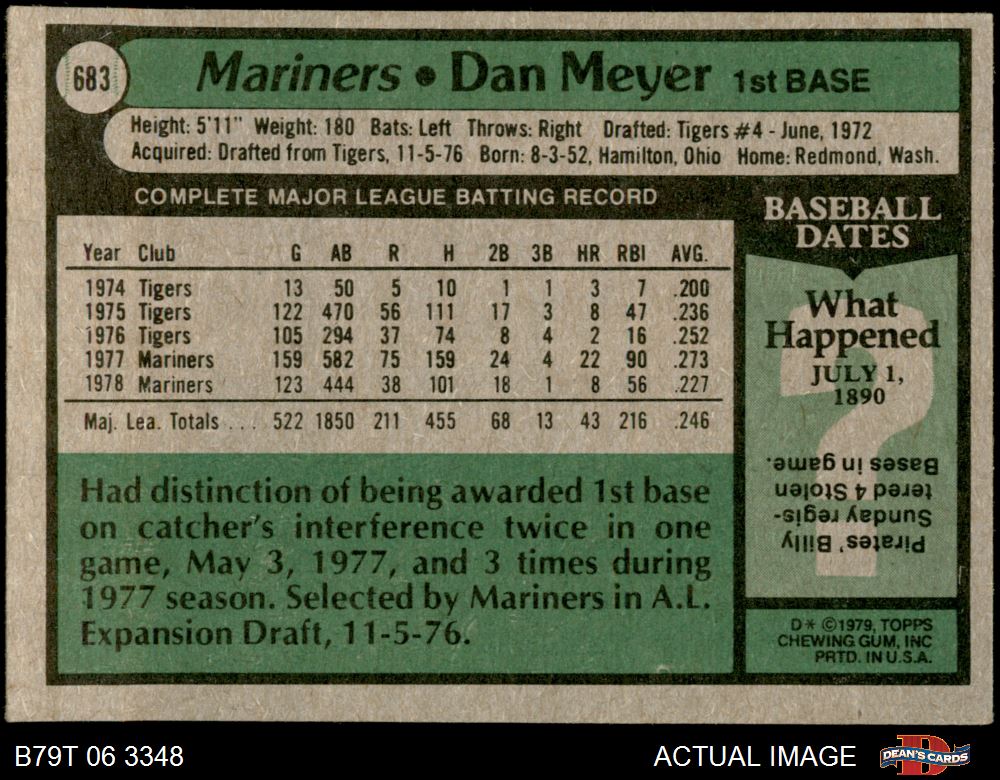 683
Mariners • Dan Meyer 1st BASE
Height: 5'11" Weight: 180 Bats: Left Throws: Right Drafted: Tigers #4 - June, 1972
Acquired: Drafted from Tigers, 11-5-76 Born: 8-3-52, Hamilton, Ohio Home: Redmond, Wash.
COMPLETE MAJOR LEAGUE BATTING RECORD
Year Club G AB R H 2B 3B HR RBI AVG.
1974 Tigers 13 50 5 10 1 1 3 7 .200
1975 Tigers 122 470 56 111 17 3 8 47 .236
1976 Tigers 105 294 37 74 8 4 2 16 .252
1977 Mariners 159 582 75 159 24 4 22 90 .273
1978 Mariners 123 444 38 101 18 1 8 56 .227
Maj. Lea. Totals . . . 522 1850 211 455 68 13 43 216 .246
Had distinction of being awarded 1st base
on catcher's interference twice in one
game, May 3, 1977, and 3 times during
1977 season. Selected by Mariners in A.L.
Expansion Draft, 11-5-76.
BASEBALL
DATES
What
Happened
JULY 1,
1890
Pirates' Billy
Sunday regis-
tered 4 Stolen
Bases in game.
D* ©1979, TOPPS
CHEWING GUM, INC
PRTD. IN U.S.A.
B79T 06 3348
ACTUAL IMAGE
D
DEAN'S CARDS